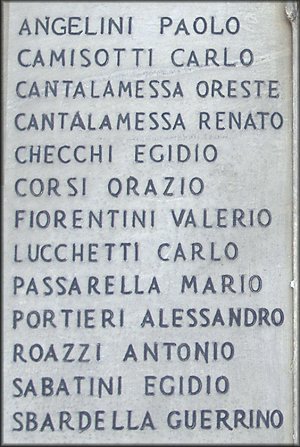 ANGELINI PAOLO
CAMISOTTI CARLO
CANTALAMESSA ORESTE
CANTALAMESSA RENATO
CHECCHI EGIDIO
CORSI ORAZIO
FIORENTINI VALERIO
LUCCHETTI CARLO
PASSARELLA MARIO
PORTIERI ALESSANDRO
ROAZZI ANTONIO
SABATINI EGIDIO
SBARDELLA GUERRINO